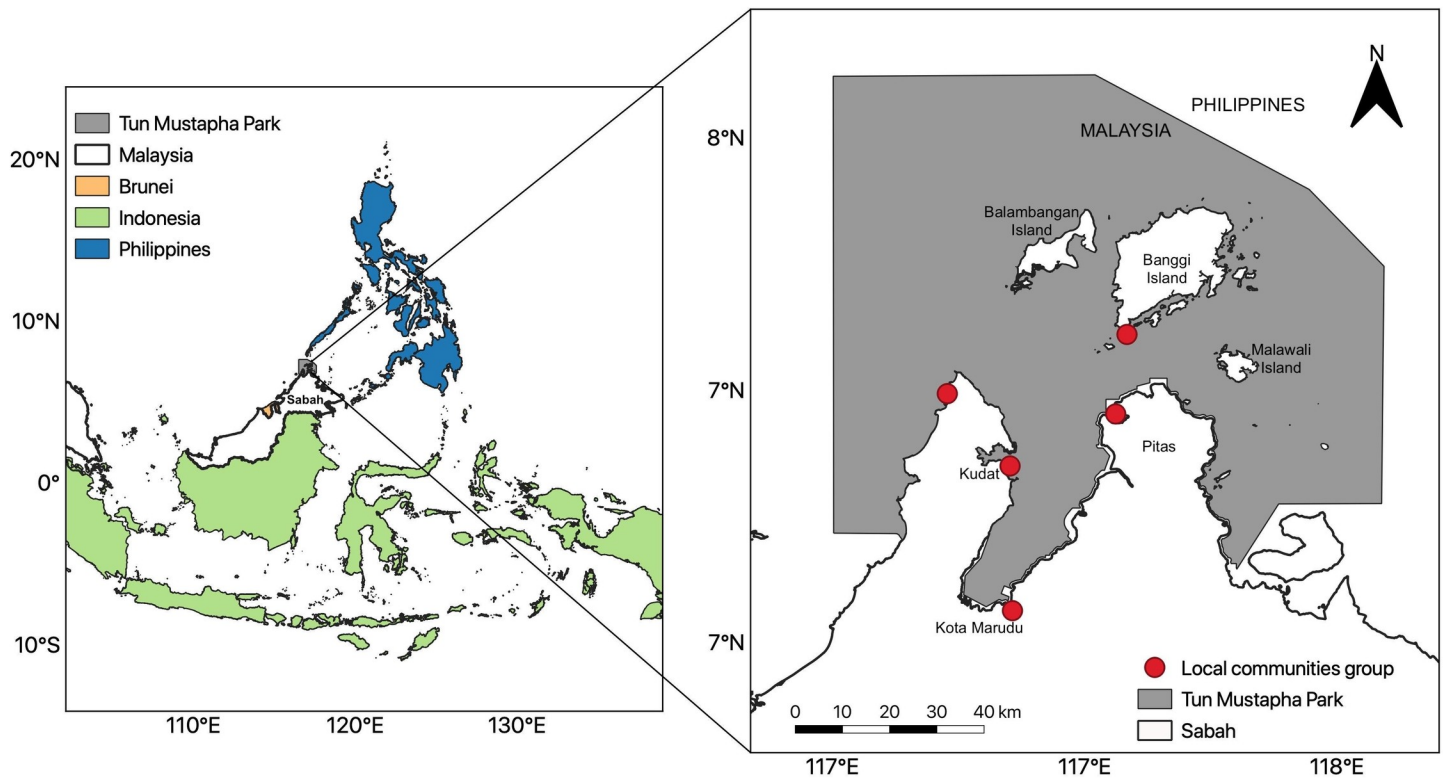 Tun Mustapha Park
Malaysia
Brunei
Indonesia
Philippines
20°N
10°N
0°
10°S
110°E
120°E
130°E
Sabah
N
PHILIPPINES
MALAYSIA
8°N
7°N
7°N
Balambangan
Island
Banggi
Island
Malawali
Island
Pitas
Kudat
Kota Marudu
Local communities group
Tun Mustapha Park
Sabah
0 10 20 30 40 km
117°E
117°E
118°E